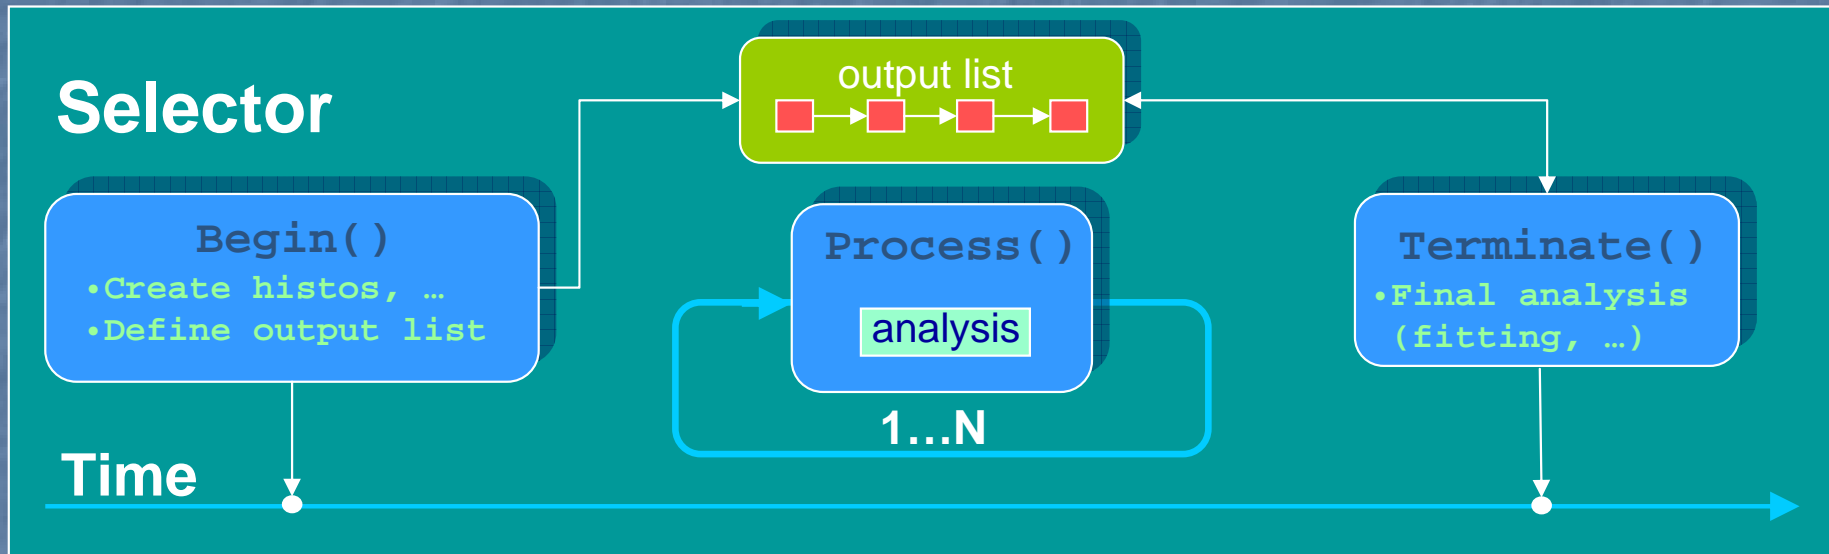 Selector
output list
Begin()
•Create histos, …
•Define output list
Process()
analysis
1…N
Terminate()
•Final analysis
(fitting, …)
Time